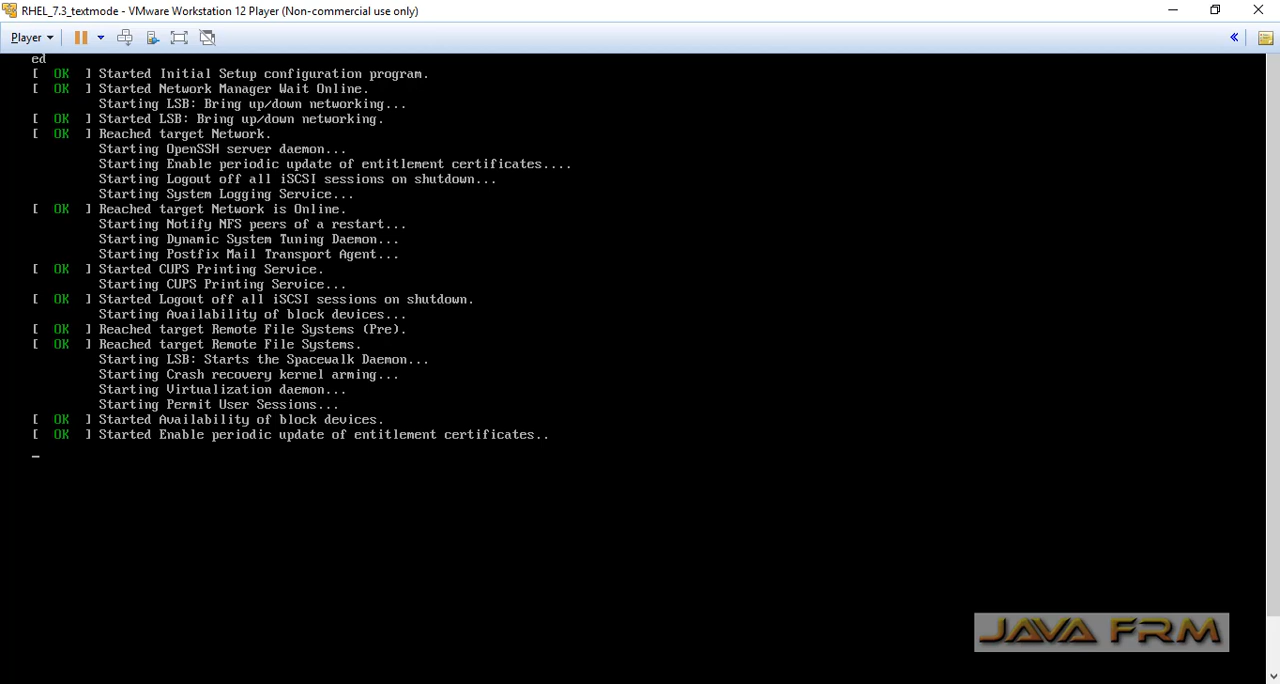 RHEL_7.3_textmode - VMware Workstation 12 Player (Non-commercial use only)
Player
ed
[ OK ] Started Initial Setup configuration program.
[ OK ] Started Network Manager Wait Online.
Starting LSB: Bring up/down networking...
[ OK ] Started LSB: Bring up/down networking.
[ OK ] Reached target Network.
Starting OpenSSH server daemon...
Starting Enable periodic update of entitlement certificates....
Starting Logout off all iSCSI sessions on shutdown...
Starting System Logging Service...
[ OK ] Reached target Network is Online.
Starting Notify NFS peers of a restart...
Starting Dynamic System Tuning Daemon...
Starting Postfix Mail Transport Agent...
[ OK ] Started CUPS Printing Service.
Starting CUPS Printing Service...
[ OK ] Started Logout off all iSCSI sessions on shutdown.
Starting Availability of block devices...
[ OK ] Reached target Remote File Systems (Pre).
[ OK ] Reached target Remote File Systems.
Starting LSB: Starts the Spacewalk Daemon...
Starting Crash recovery kernel arming...
Starting Virtualization daemon...
Starting Permit User Sessions...
[ OK ] Started Availability of block devices.
[ OK ] Started Enable periodic update of entitlement certificates..
_
JAVA FRM